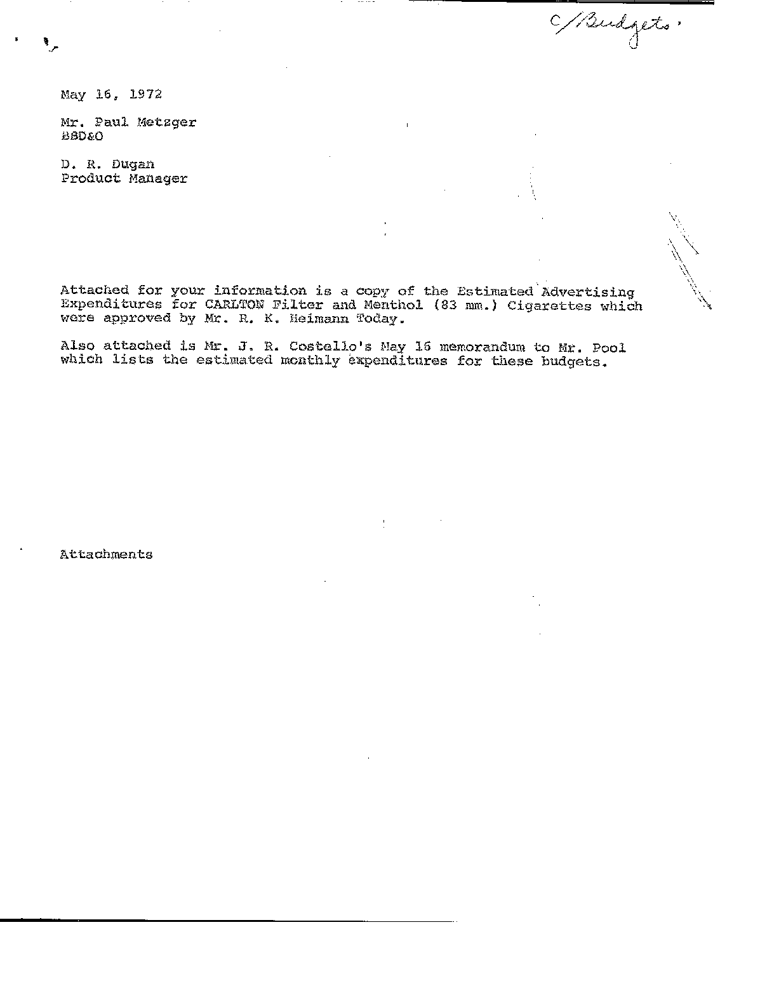 c/Budgets.
May 16, 1972
Mr. Paul Metzger
BBD&O
D. R. Dugan
Product Manager
Attached for your information is a copy of the Estimated Advertising
Expenditures for CARLTON Filter and Menthol (83 mm.) Cigarettes which
were approved by Mr. R. K. Heimann Today.
Also attached is Mr. J. R. Costello's May 16 memorandum to Mr. Pool
which lists the estimated monthly expenditures for these budgets.
Attachments